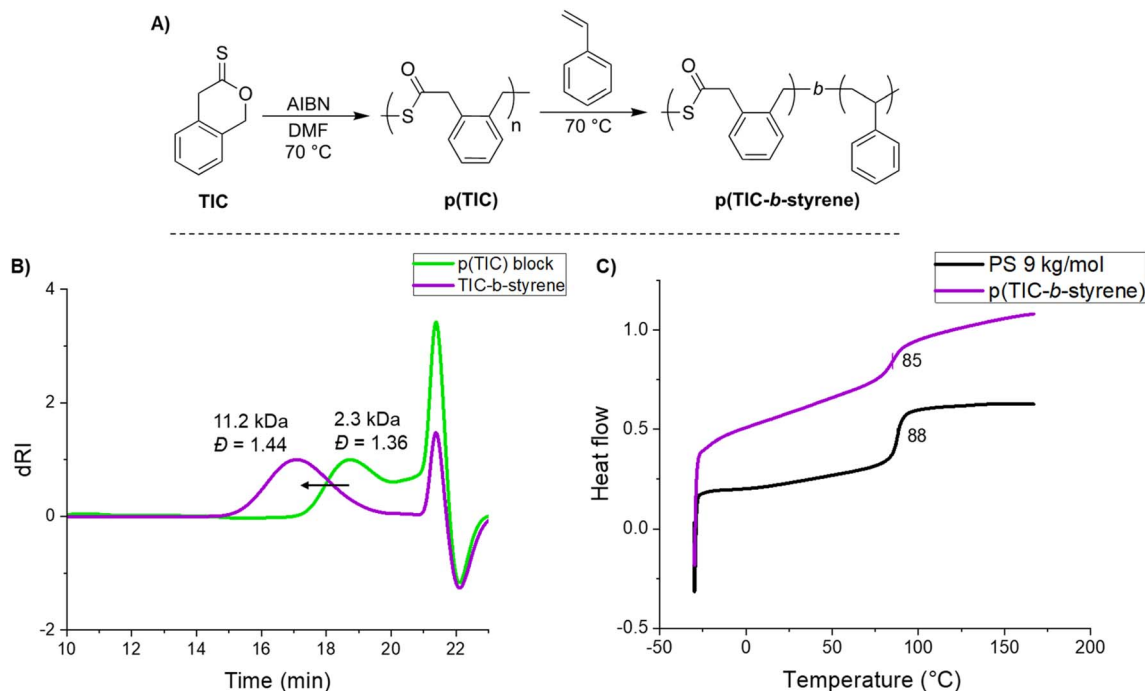 A)
S
O
TIC
AIBN
DMF
70 °C
O
S
n
p(TIC)
70 °C
O
S
b
p(TIC-b-styrene)
B)
p(TIC) block
TIC-b-styrene
4
2
0
-2
dRI
11.2 kDa
Đ = 1.44
2.3 kDa
Đ = 1.36
10 12 14 16 18 20 22
Time (min)
C)
PS 9 kg/mol
p(TIC-b-styrene)
1.0
0.5
0.0
-0.5
Heat flow
85
88
-50 0 50 100 150 200
Temperature (°C)